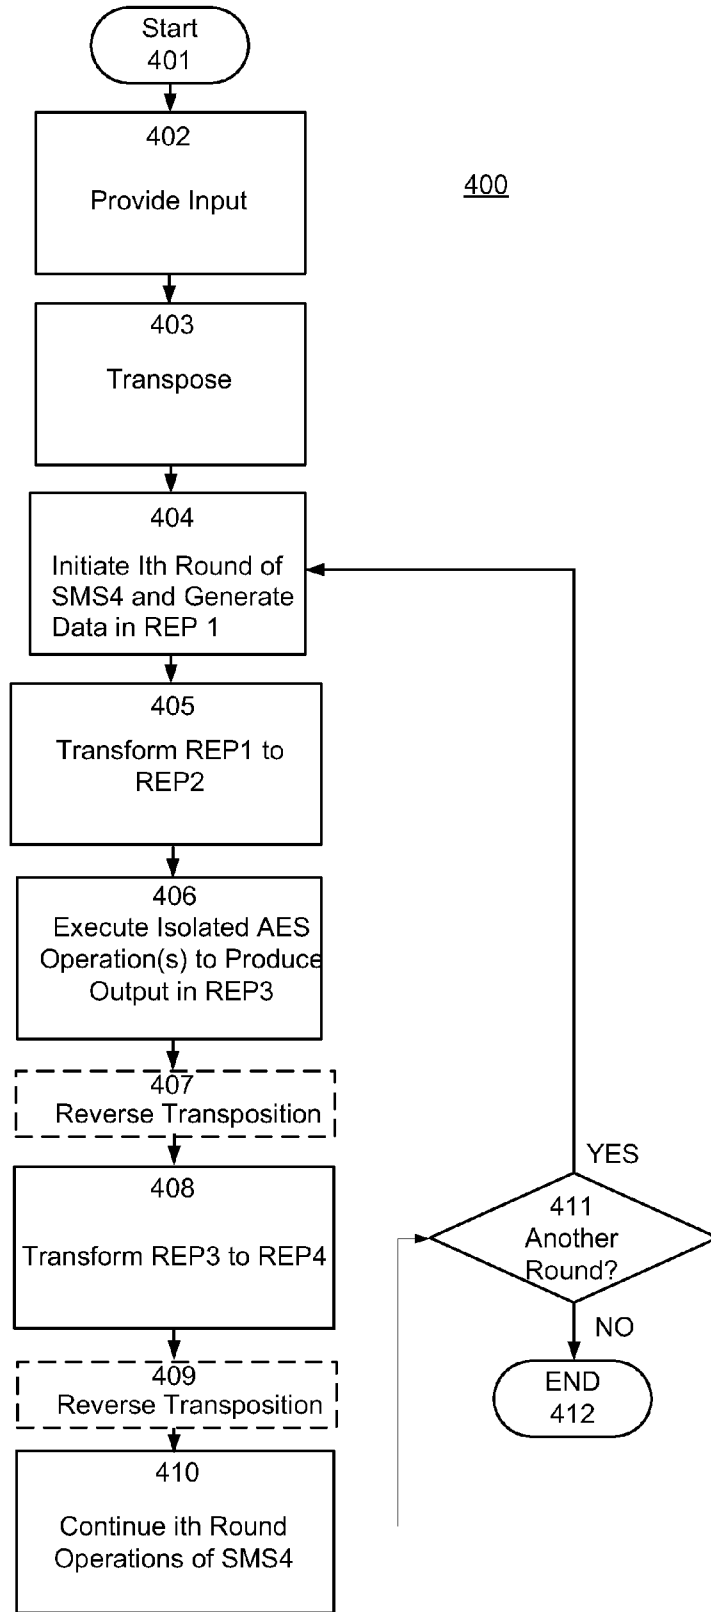 Start
401
402
Provide Input
400
403
Transpose
404
Initiate Ith Round of
SMS4 and Generate
Data in REP 1
405
Transform REP1 to
REP2
406
Execute Isolated AES
Operation(s) to Produce
Output in REP3
407
Reverse Transposition
408
Transform REP3 to REP4
409
Reverse Transposition
410
Continue ith Round
Operations of SMS4
YES
411
Another
Round?
NO
END
412